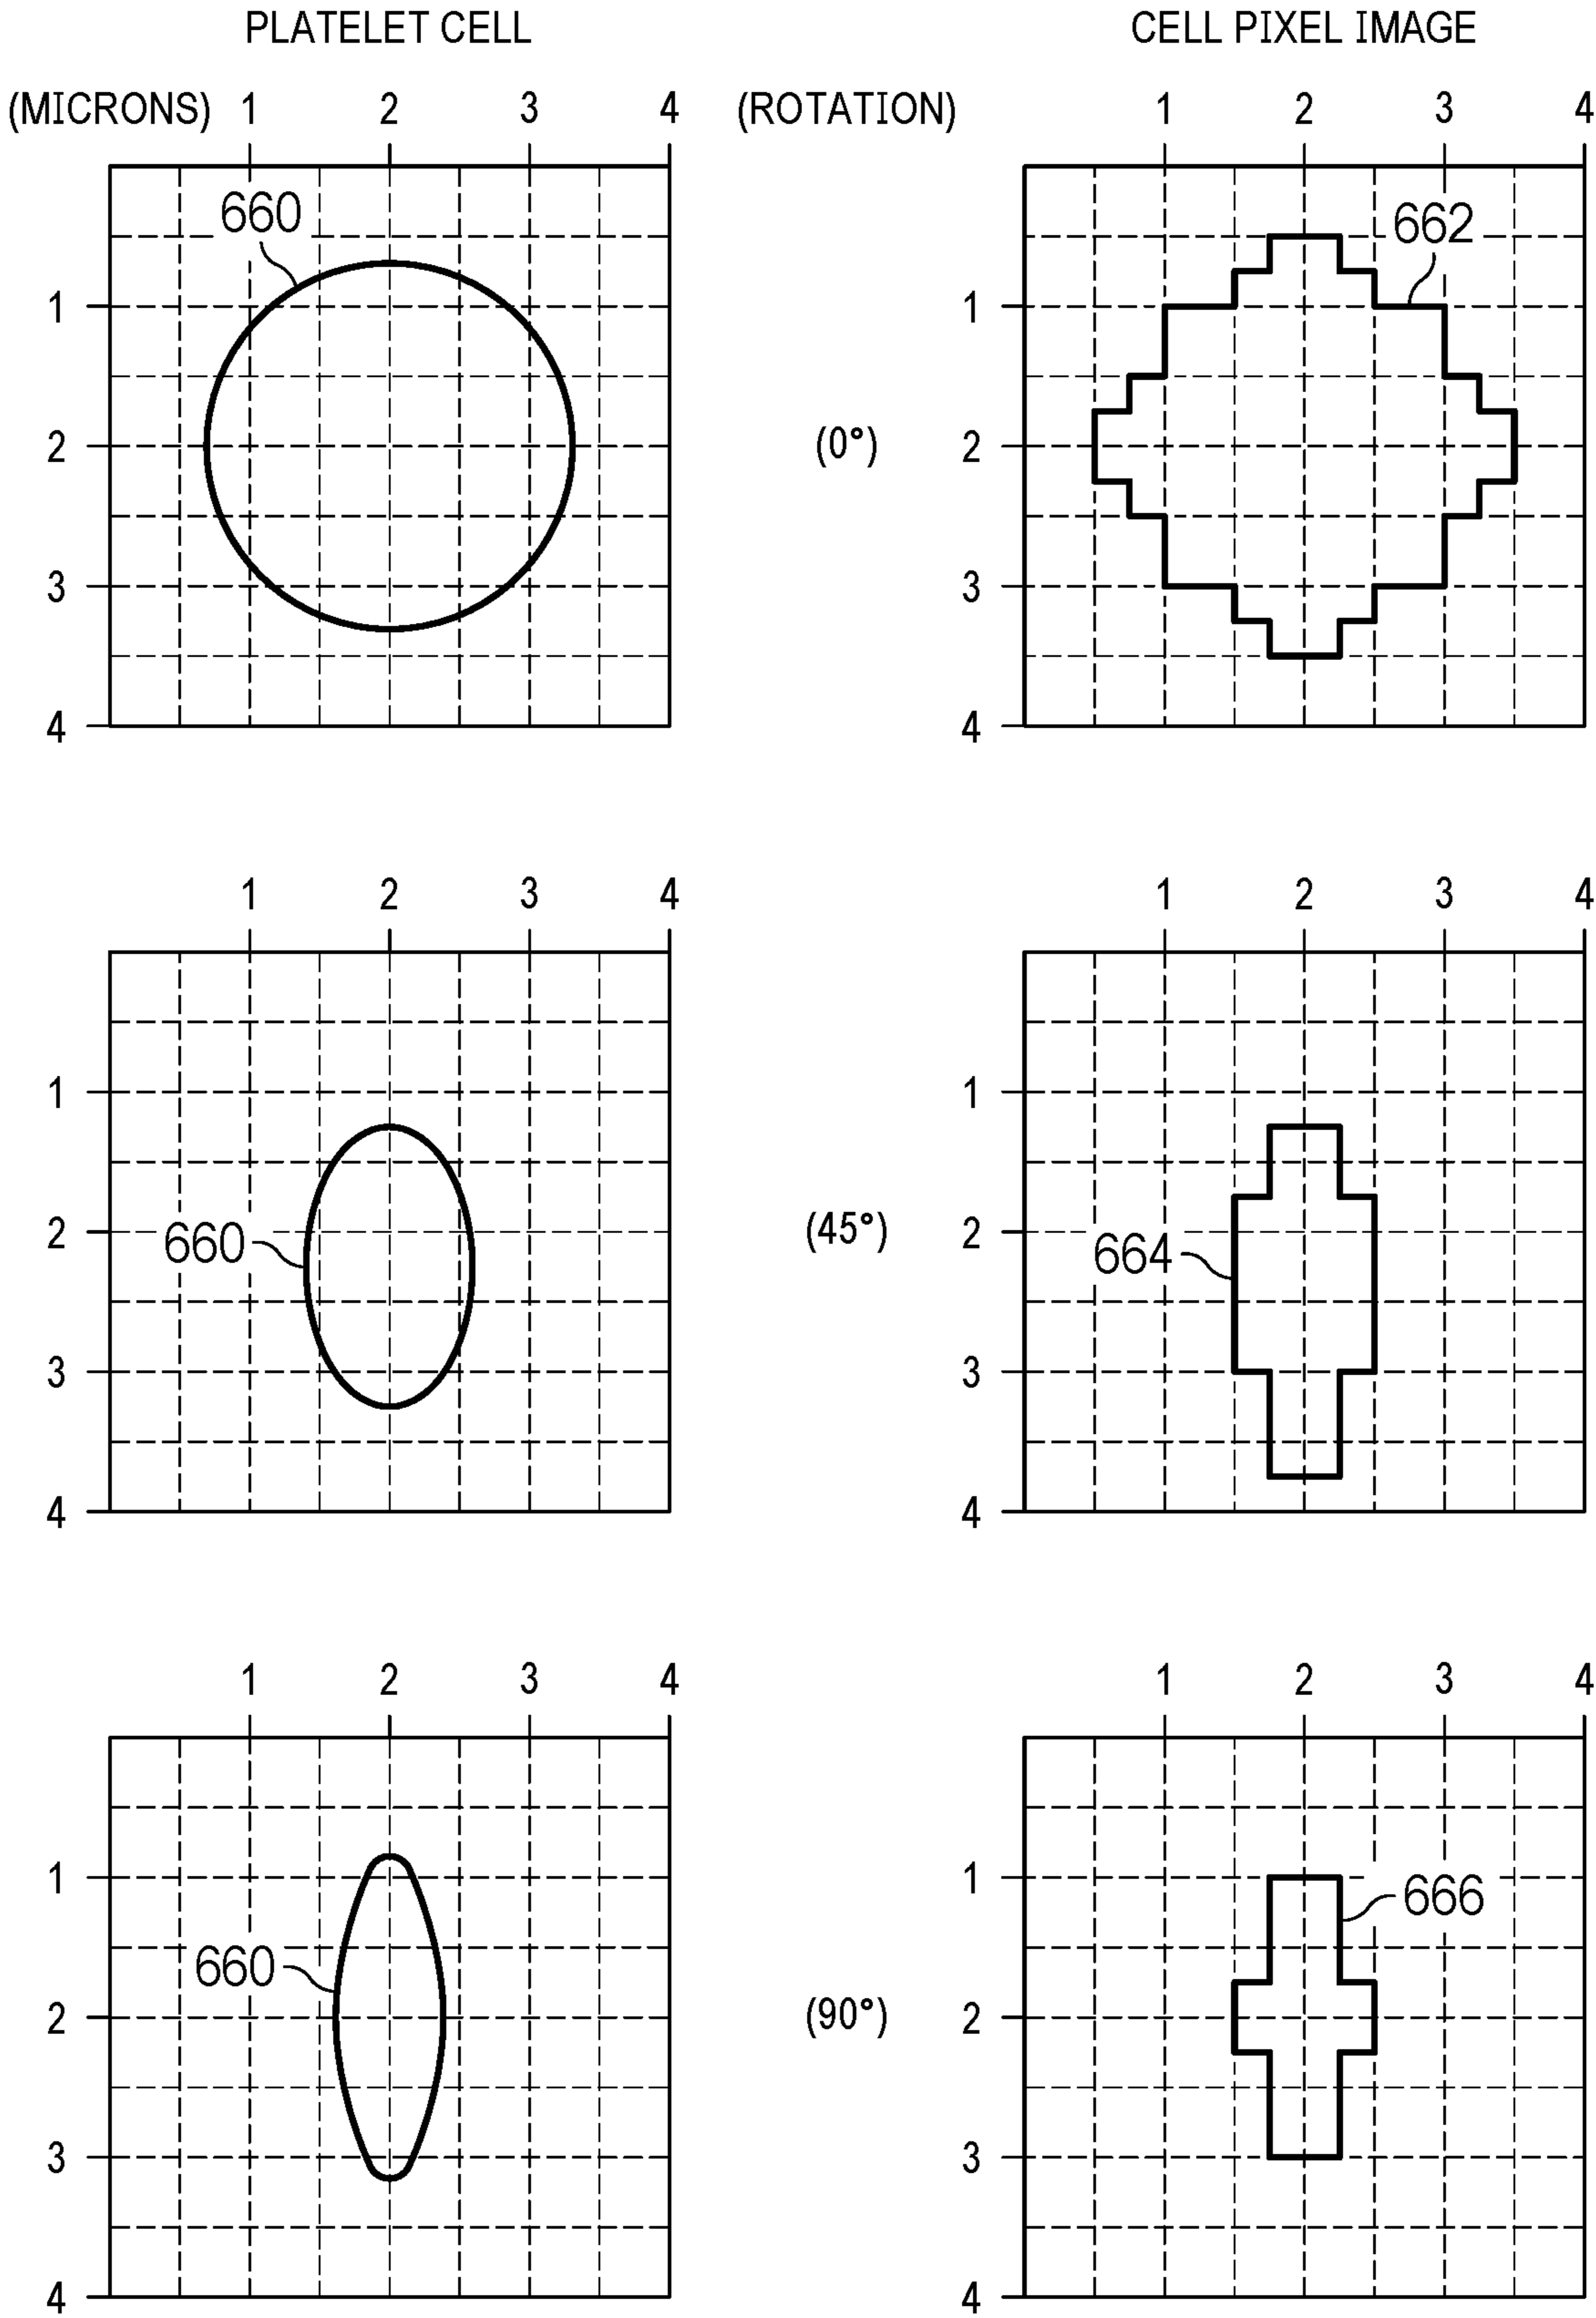 PLATELET CELL CELL PIXEL IMAGE
(MICRONS) 1 2 3 4 (ROTATION) 1 2 3 4
660 662
1 1
2 (0°) 2
3 3
4 4
1 2 3 4 1 2 3 4
1 1
2 660 (45°) 2 664
3 3
4 4
1 2 3 4 1 2 3 4
1 1 666
660
2 (90°) 2
3 3
4 4